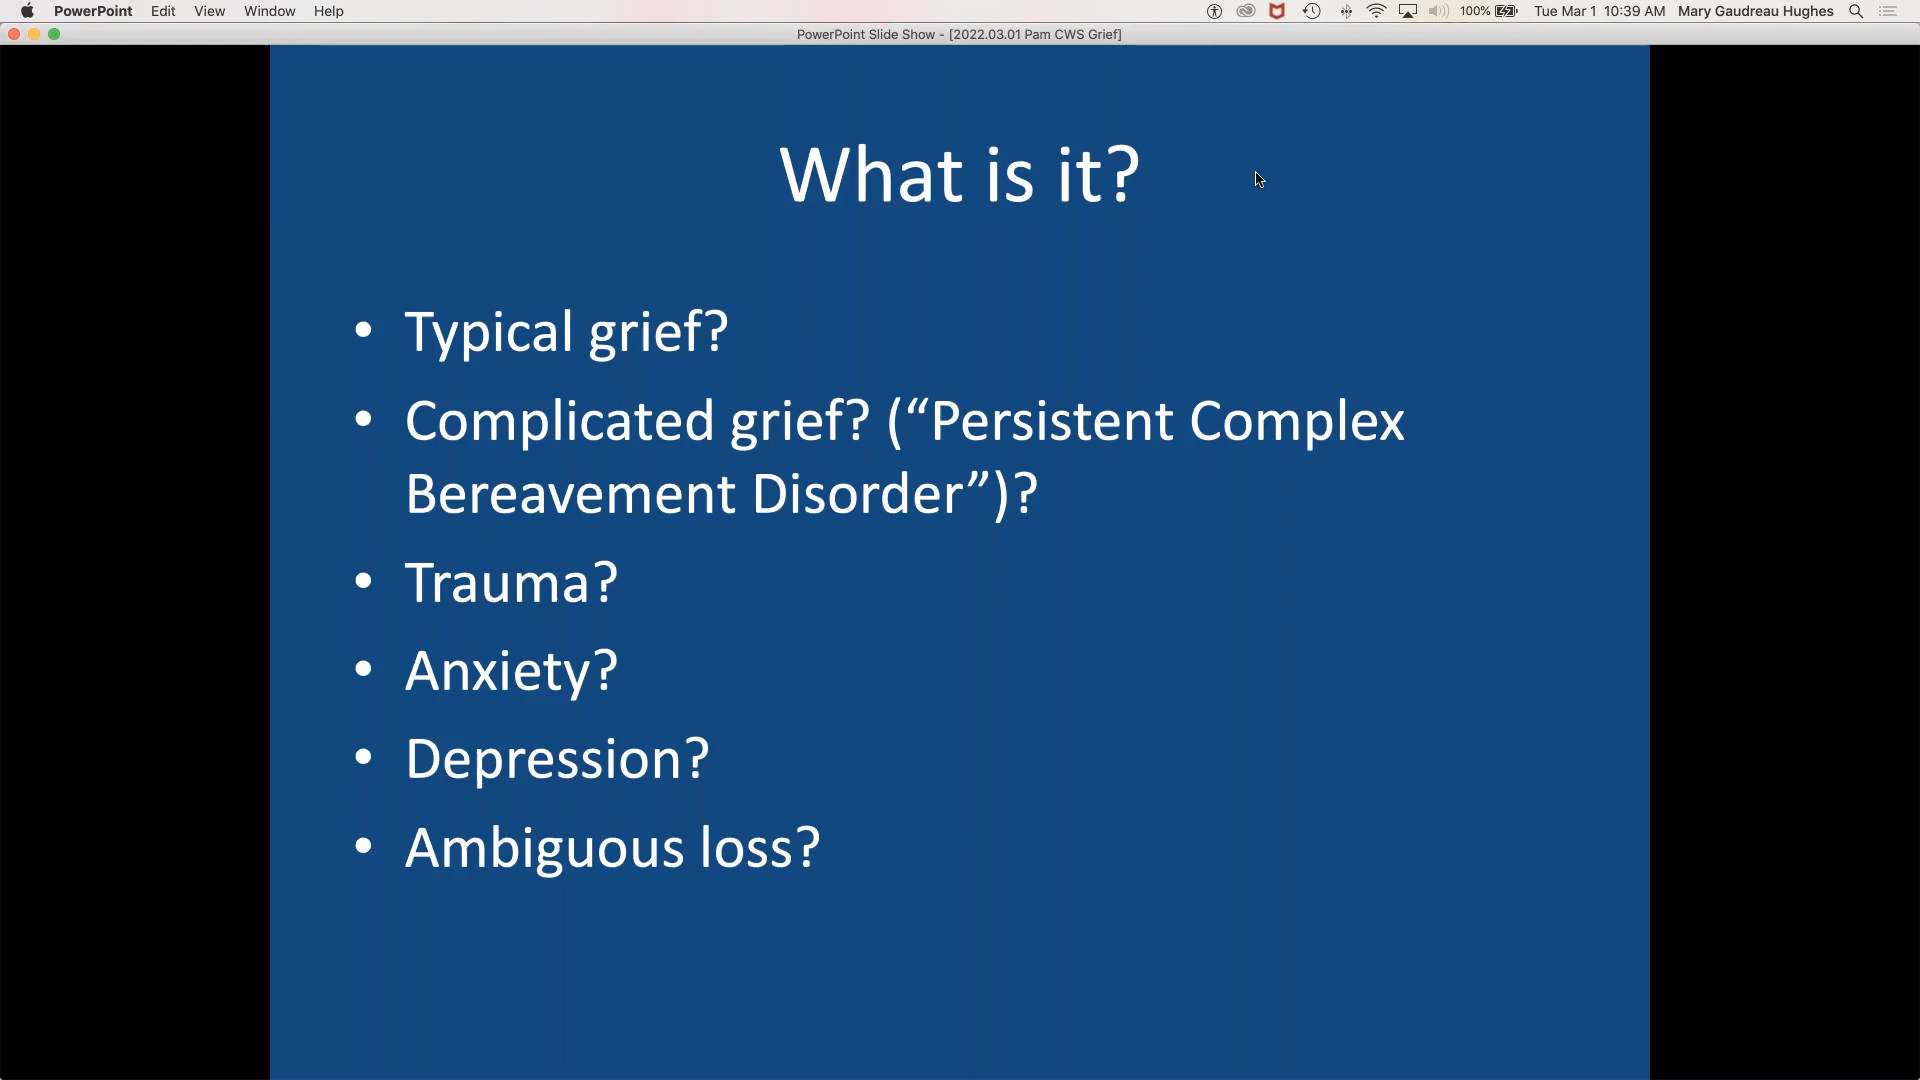 PowerPoint Edit View Window Help 100% Tue Mar 1 10:39 AM Mary Gaudreau Hughes
PowerPoint Slide Show - [2022.03.01 Pam CWS Grief]
What is it?
• Typical grief?
• Complicated grief? (“Persistent Complex
Bereavement Disorder”)?
• Trauma?
• Anxiety?
• Depression?
• Ambiguous loss?